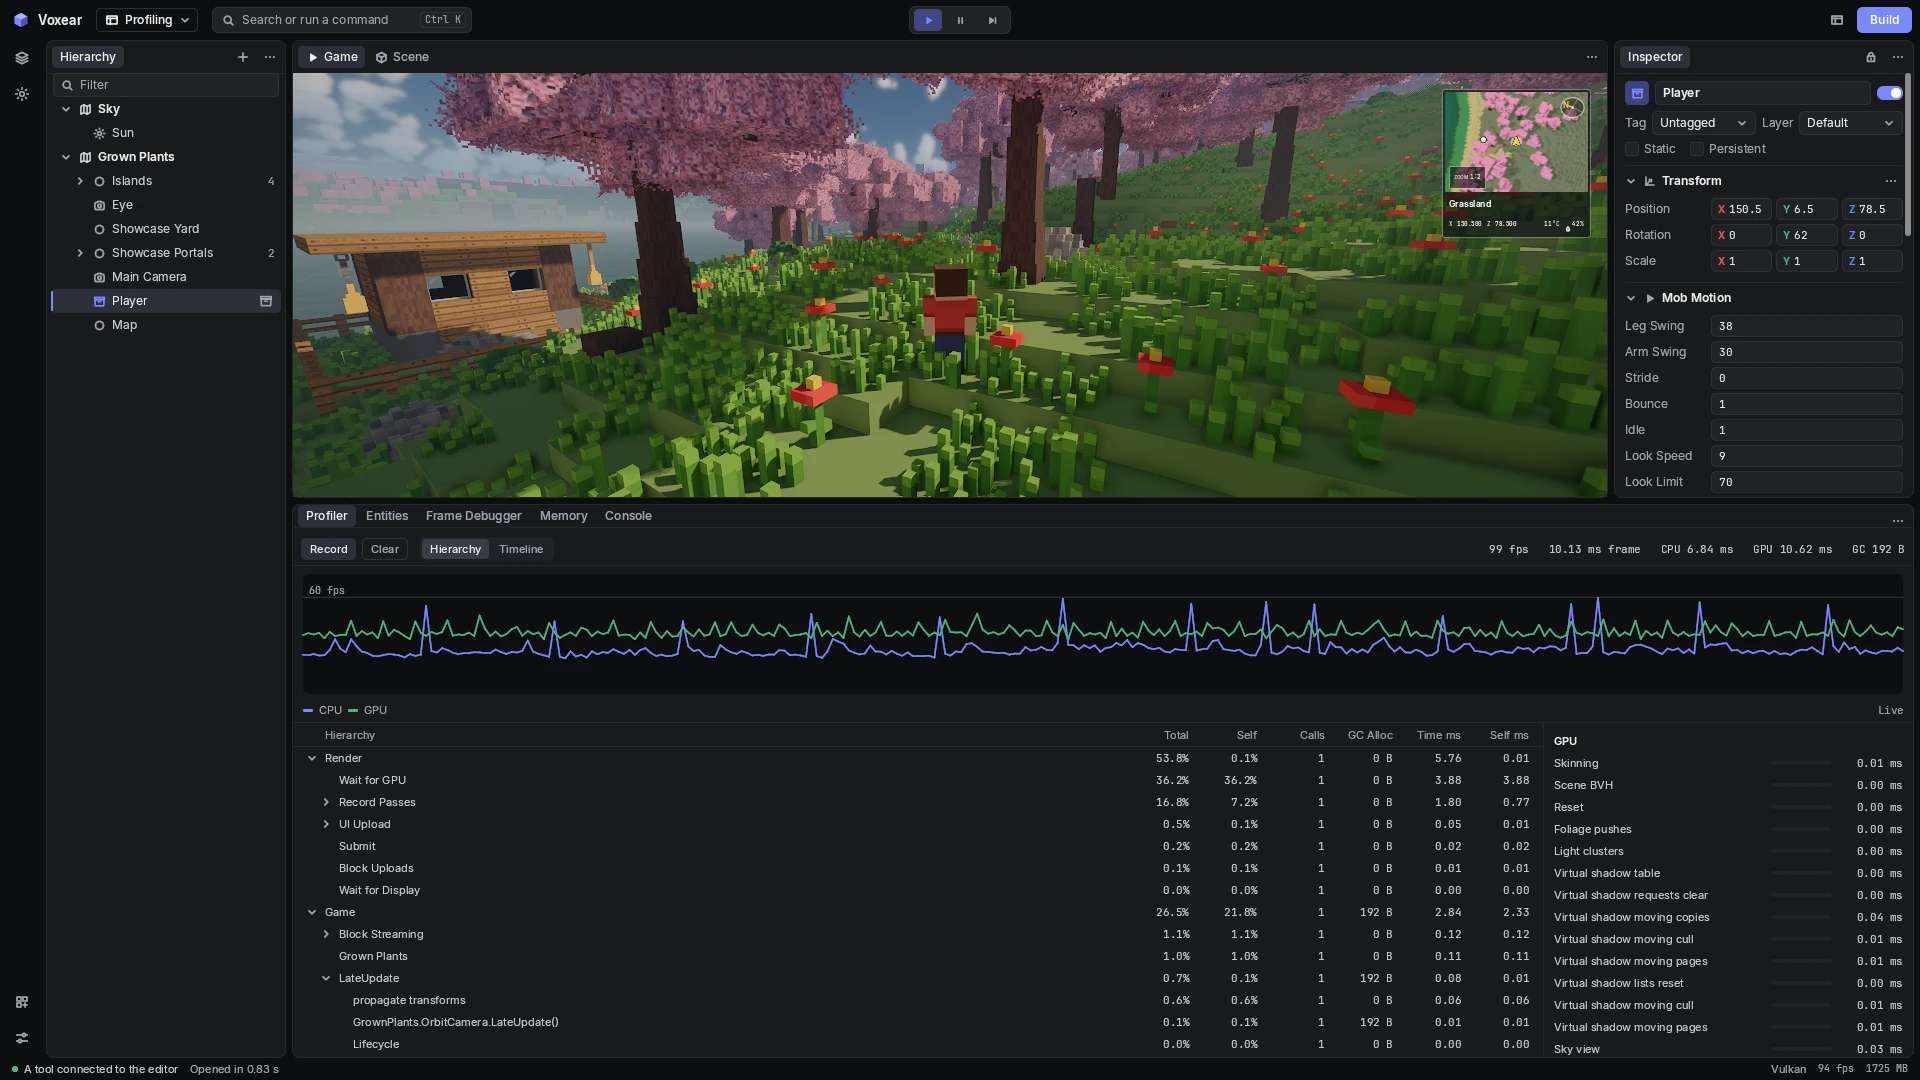 Voxear
Profiling
Search or run a command Ctrl K
Build
Hierarchy
Filter
Sky
Sun
Grown Plants
Islands 4
Eye
Showcase Yard
Showcase Portals 2
Main Camera
Player
Map
Game Scene
N
ZOOM 1:2
Grassland
X 150.500 Z 78.500 11°C 42%
Inspector
Player
Tag Untagged Layer Default
Static Persistent
Transform
Position X 150.5 Y 6.5 Z 78.5
Rotation X 0 Y 62 Z 0
Scale X 1 Y 1 Z 1
Mob Motion
Leg Swing 38
Arm Swing 30
Stride 0
Bounce 1
Idle 1
Look Speed 9
Look Limit 70
Profiler Entities Frame Debugger Memory Console
Record Clear Hierarchy Timeline 99 fps 10.13 ms frame CPU 6.84 ms GPU 10.62 ms GC 192 B
60 fps
CPU GPU Live
Hierarchy Total Self Calls GC Alloc Time ms Self ms
Render 53.8% 0.1% 1 0 B 5.76 0.01
Wait for GPU 36.2% 36.2% 1 0 B 3.88 3.88
Record Passes 16.8% 7.2% 1 0 B 1.80 0.77
UI Upload 0.5% 0.1% 1 0 B 0.05 0.01
Submit 0.2% 0.2% 1 0 B 0.02 0.02
Block Uploads 0.1% 0.1% 1 0 B 0.01 0.01
Wait for Display 0.0% 0.0% 1 0 B 0.00 0.00
Game 26.5% 21.8% 1 192 B 2.84 2.33
Block Streaming 1.1% 1.1% 1 0 B 0.12 0.12
Grown Plants 1.0% 1.0% 1 0 B 0.11 0.11
LateUpdate 0.7% 0.1% 1 192 B 0.08 0.01
propagate transforms 0.6% 0.6% 1 0 B 0.06 0.06
GrownPlants.OrbitCamera.LateUpdate() 0.1% 0.1% 1 192 B 0.01 0.01
Lifecycle 0.0% 0.0% 1 0 B 0.00 0.00
GPU
Skinning 0.01 ms
Scene BVH 0.00 ms
Reset 0.00 ms
Foliage pushes 0.00 ms
Light clusters 0.00 ms
Virtual shadow table 0.00 ms
Virtual shadow requests clear 0.00 ms
Virtual shadow moving copies 0.04 ms
Virtual shadow moving cull 0.01 ms
Virtual shadow moving pages 0.01 ms
Virtual shadow lists reset 0.00 ms
Virtual shadow moving cull 0.01 ms
Virtual shadow moving pages 0.01 ms
Sky view 0.03 ms
A tool connected to the editor Opened in 0.83 s
Vulkan 94 fps 1725 MB